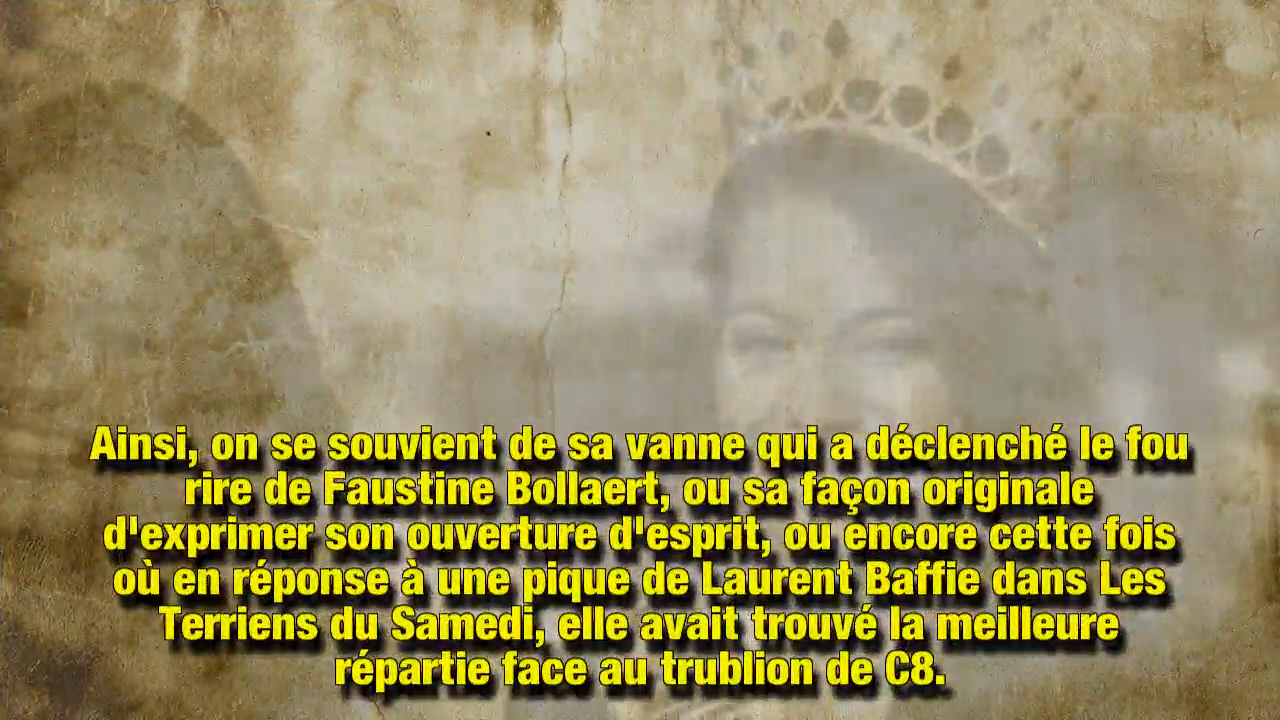 Ainsi, on se souvient de sa vanne qui a déclenché le fou
rire de Faustine Bollaert, ou sa façon originale
d'exprimer son ouverture d'esprit, ou encore cette fois
où en réponse à une pique de Laurent Baffie dans Les
Terriens du Samedi, elle avait trouvé la meilleure
répartie face au trublion de C8.